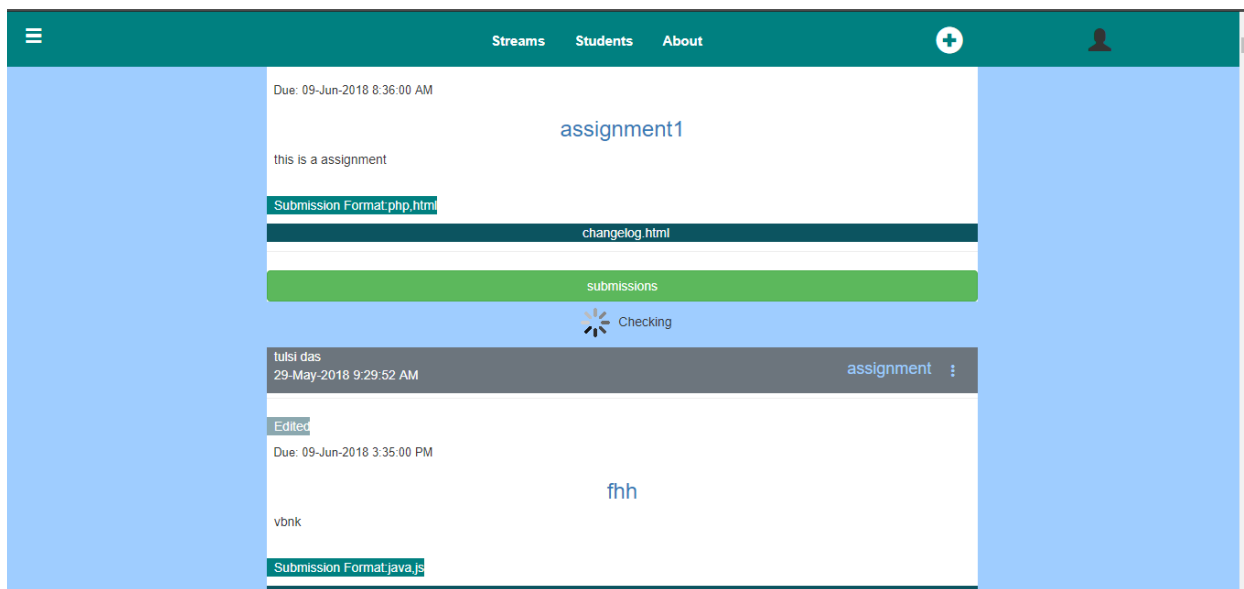 Streams Students About
Due: 09-Jun-2018 8:36:00 AM
assignment1
this is a assignment
Submission Format:php,html
changelog.html
submissions
Checking
tulsi das
29-May-2018 9:29:52 AM
assignment
Edited
Due: 09-Jun-2018 3:35:00 PM
fhh
vbnk
Submission Format:java,js